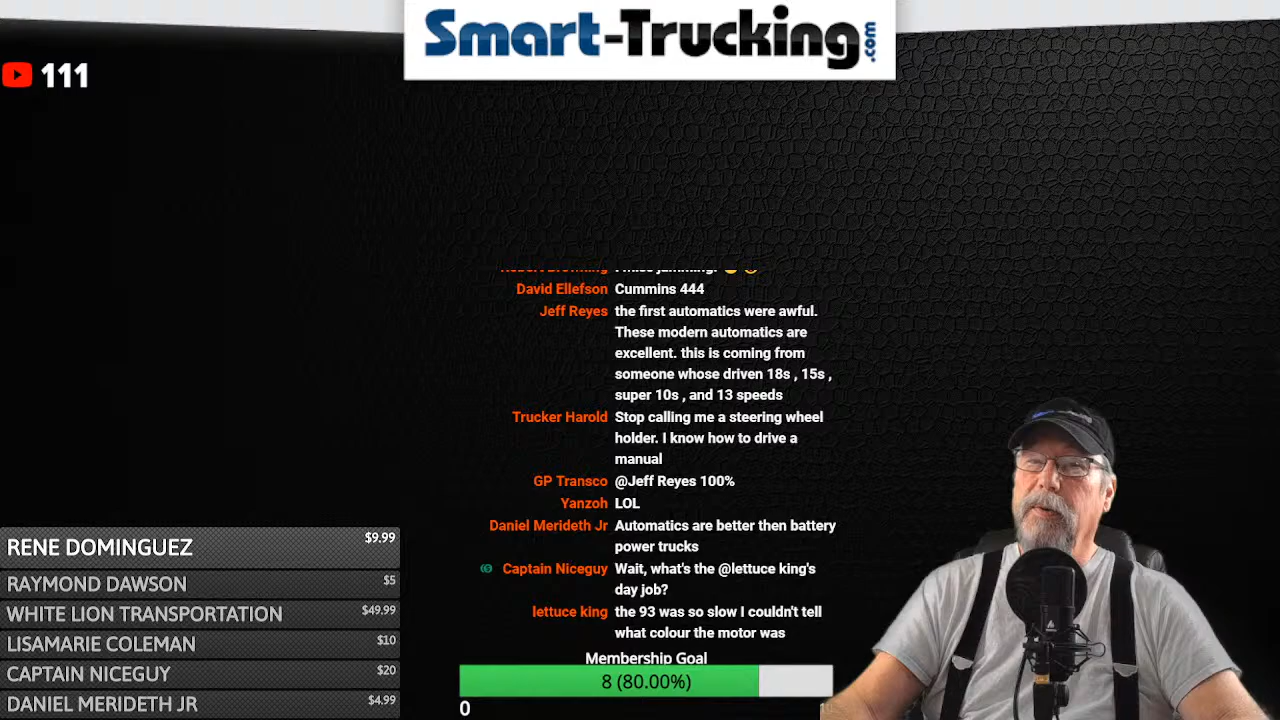 Smart-Trucking.com
111
David Ellefson Cummins 444
Jeff Reyes the first automatics were awful.
These modern automatics are
excellent. this is coming from
someone whose driven 18s , 15s ,
super 10s , and 13 speeds
Trucker Harold Stop calling me a steering wheel
holder. I know how to drive a
manual
GP Transco @Jeff Reyes 100%
Yanzoh LOL
Daniel Merideth Jr Automatics are better then battery
power trucks
Captain Niceguy Wait, what's the @lettuce king's
day job?
lettuce king the 93 was so slow I couldn't tell
what colour the motor was
Membership Goal
8 (80.00%)
0
RENE DOMINGUEZ $9.99
RAYMOND DAWSON $5
WHITE LION TRANSPORTATION $49.99
LISAMARIE COLEMAN $10
CAPTAIN NICEGUY $20
DANIEL MERIDETH JR $4.99